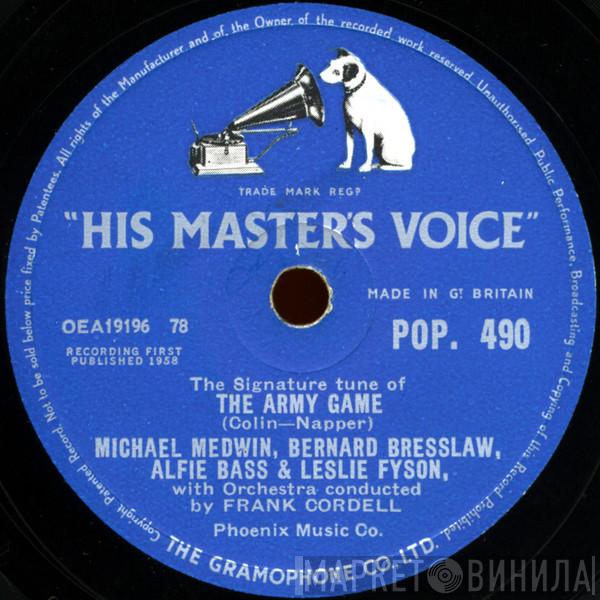 Copyright Patented Record. Not to be sold below price fixed by Patentees. All rights of the Manufacturer and of the Owner of the recorded work reserved. Unauthorised Public Performance, Broadcasting and Copying of this Record Prohibited.
TRADE MARK REGD
"HIS MASTER'S VOICE"
MADE IN GT BRITAIN
OEA19196 78
POP. 490
RECORDING FIRST
PUBLISHED 1958
The Signature tune of
THE ARMY GAME
(Colin—Napper)
MICHAEL MEDWIN, BERNARD BRESSLAW,
ALFIE BASS & LESLIE FYSON,
with Orchestra conducted
by FRANK CORDELL
Phoenix Music Co.
THE GRAMOPHONE CO. LTD.
МАРКЕТ ВИНИЛА